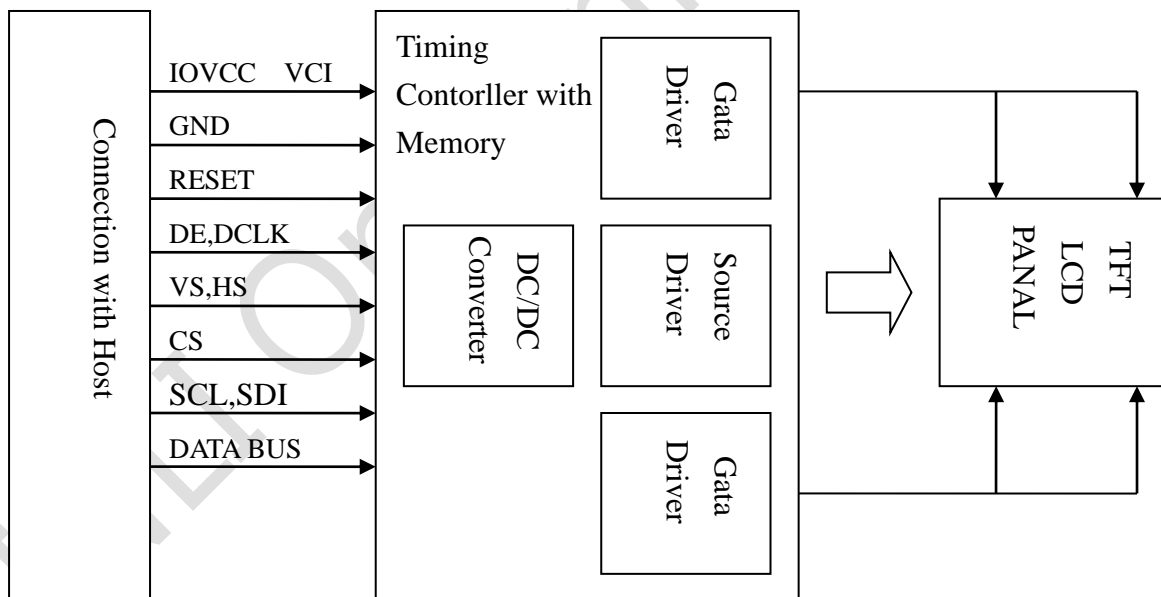 Connection with Host
IOVCC VCI
GND
RESET
DE,DCLK
VS,HS
CS
SCL,SDI
DATA BUS
Timing
Contorller with
Memory
Gata
Driver
DC/DC
Converter
Source
Driver
Gata
Driver
TFT
LCD
PANAL